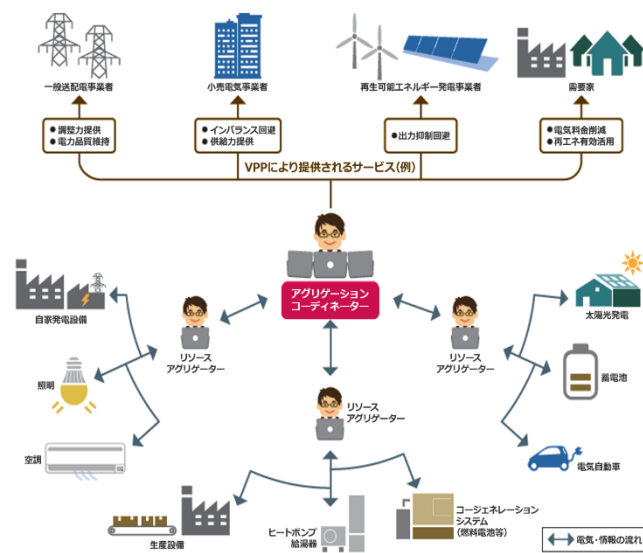 一般送配電事業者
小売電気事業者
再生可能エネルギー発電事業者
需要家
●調整力提供
●電力品質維持
●インバランス回避
●供給力提供
●出力抑制回避
●電気料金削減
●再エネ有効活用
VPPにより提供されるサービス(例)
アグリゲーション
コーディネーター
自家発電設備
リソース
アグリゲーター
リソース
アグリゲーター
太陽光発電
照明
蓄電池
リソース
アグリゲーター
空調
電気自動車
生産設備
ヒートポンプ
給湯器
コージェネレーション
システム
(燃料電池等)
電気・情報の流れ